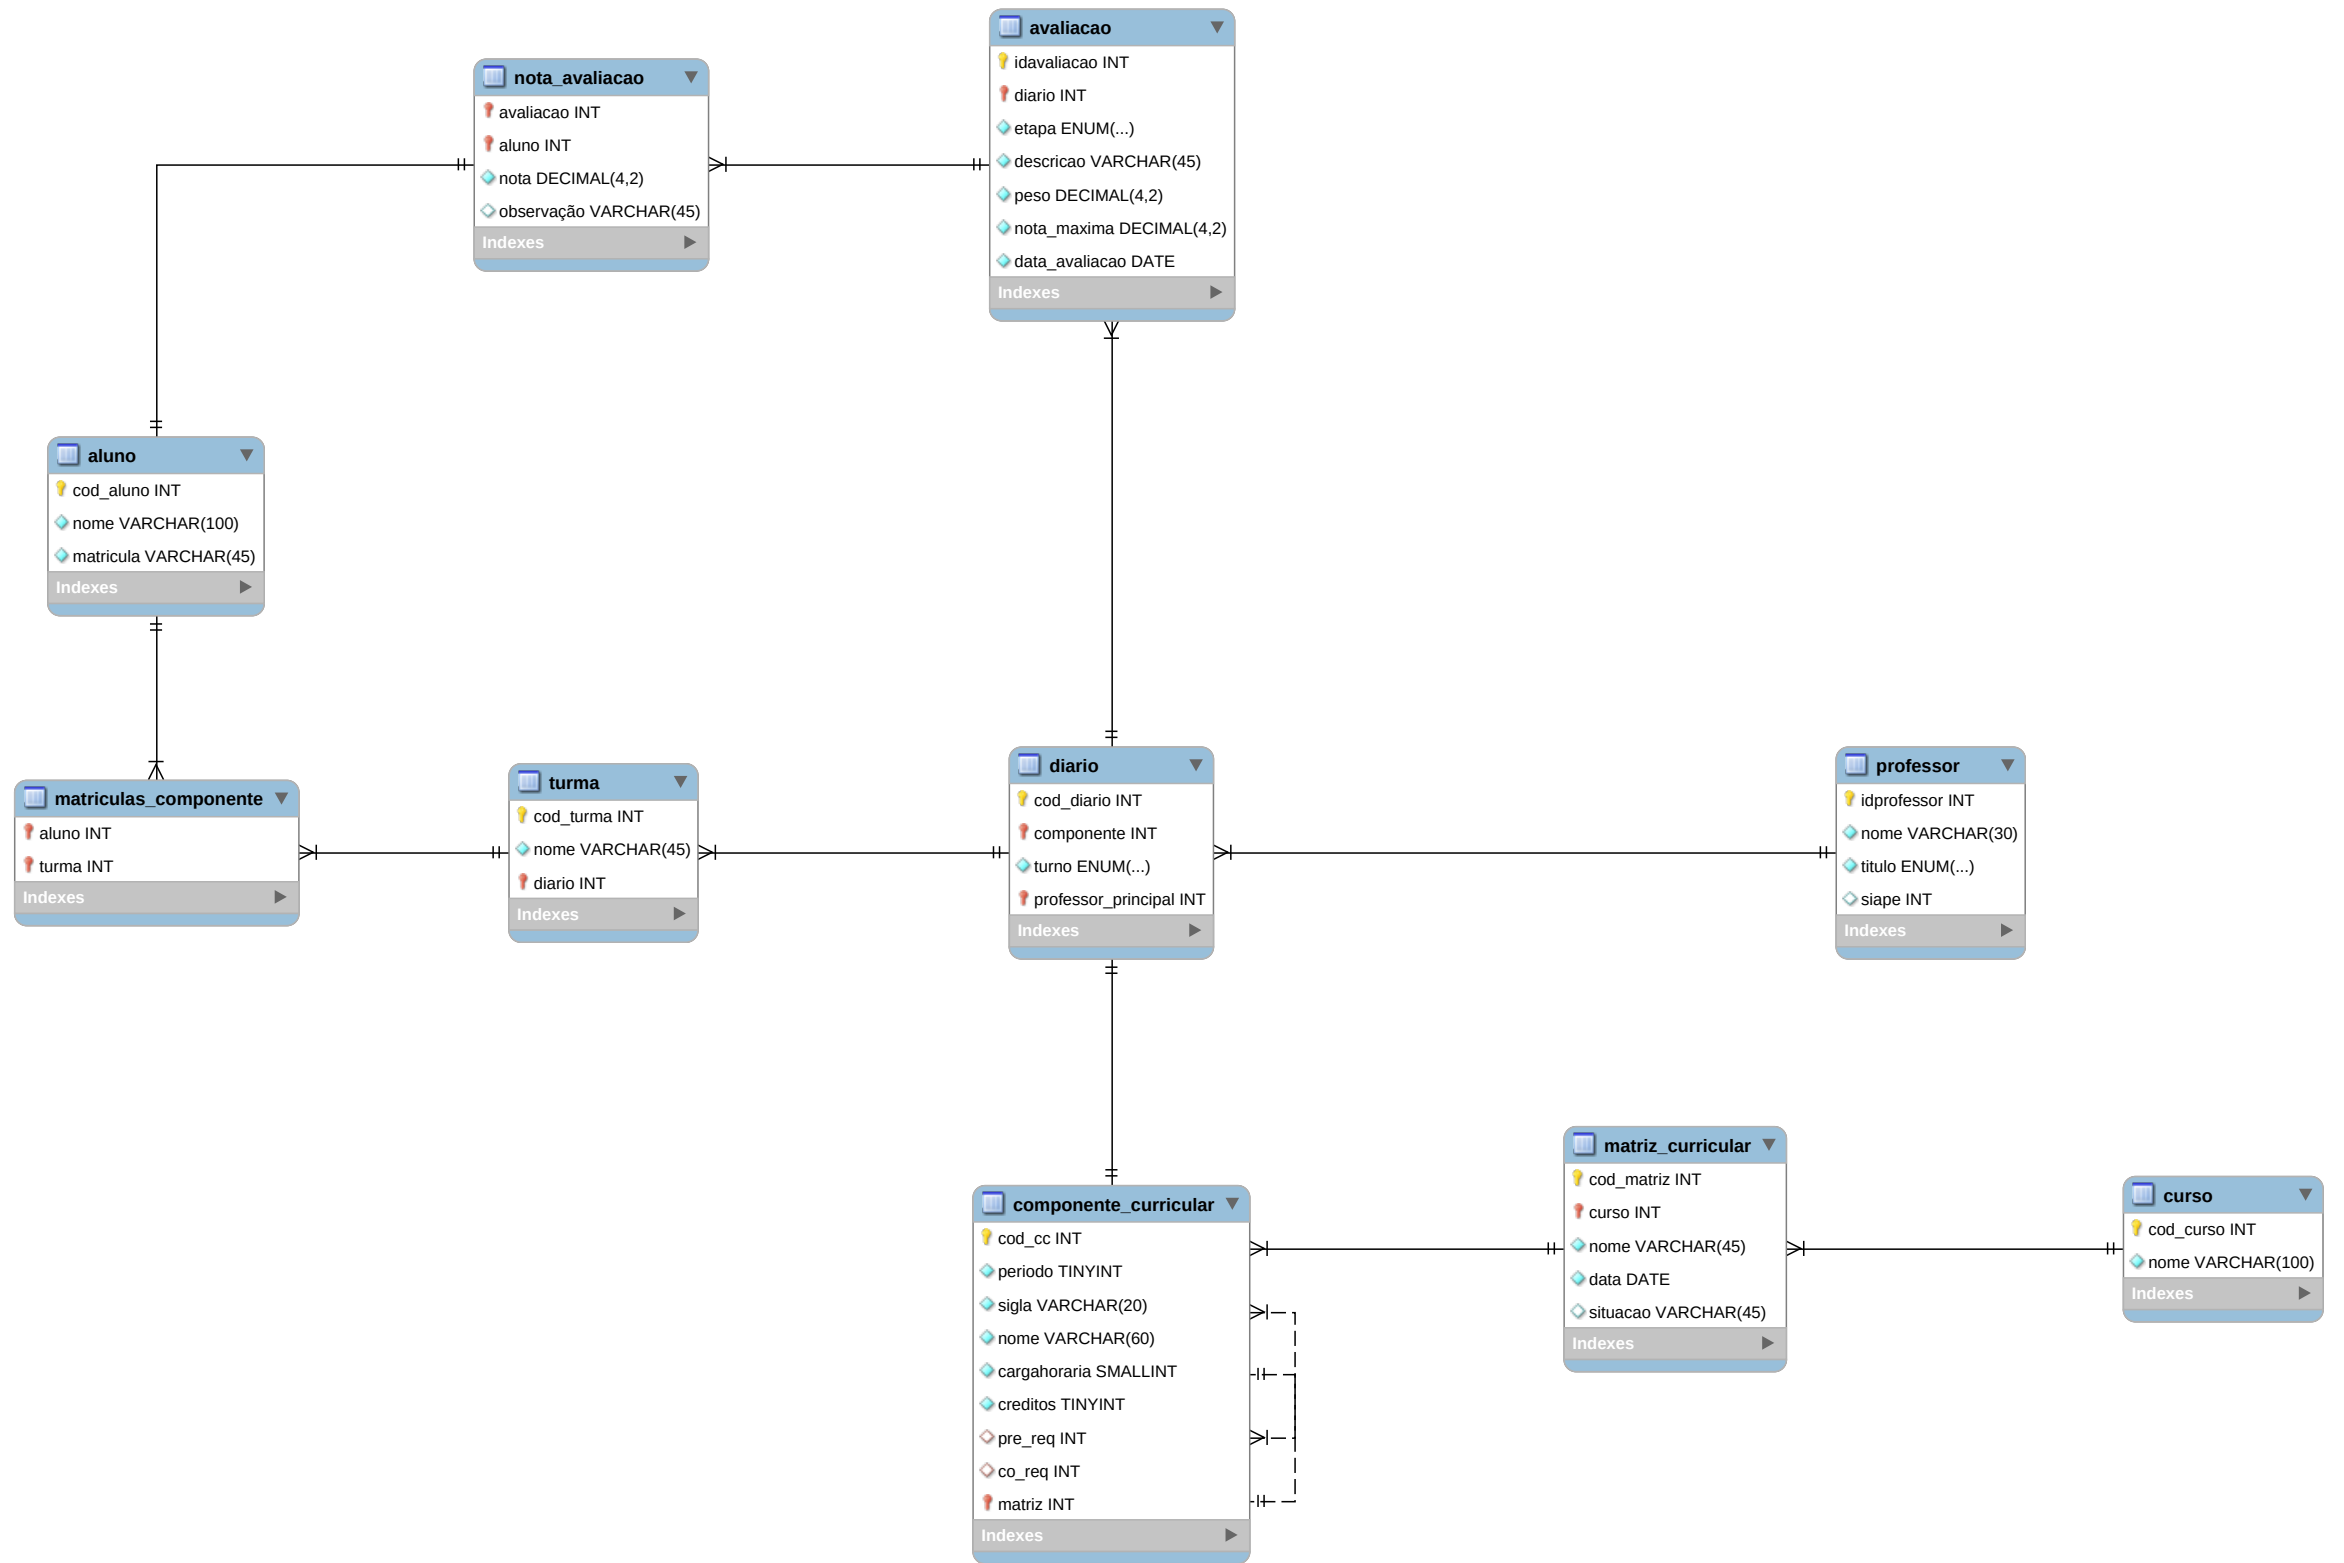 avaliacao
idavaliacao INT
diario INT
etapa ENUM(...)
descricao VARCHAR(45)
peso DECIMAL(4,2)
nota_maxima DECIMAL(4,2)
data_avaliacao DATE
Indexes
nota_avaliacao
avaliacao INT
aluno INT
nota DECIMAL(4,2)
observação VARCHAR(45)
Indexes
aluno
cod_aluno INT
nome VARCHAR(100)
matricula VARCHAR(45)
Indexes
matriculas_componente
aluno INT
turma INT
Indexes
turma
cod_turma INT
nome VARCHAR(45)
diario INT
Indexes
diario
cod_diario INT
componente INT
turno ENUM(...)
professor_principal INT
Indexes
professor
idprofessor INT
nome VARCHAR(30)
titulo ENUM(...)
siape INT
Indexes
componente_curricular
cod_cc INT
periodo TINYINT
sigla VARCHAR(20)
nome VARCHAR(60)
cargahoraria SMALLINT
creditos TINYINT
pre_req INT
co_req INT
matriz INT
Indexes
matriz_curricular
cod_matriz INT
curso INT
nome VARCHAR(45)
data DATE
situacao VARCHAR(45)
Indexes
curso
cod_curso INT
nome VARCHAR(100)
Indexes